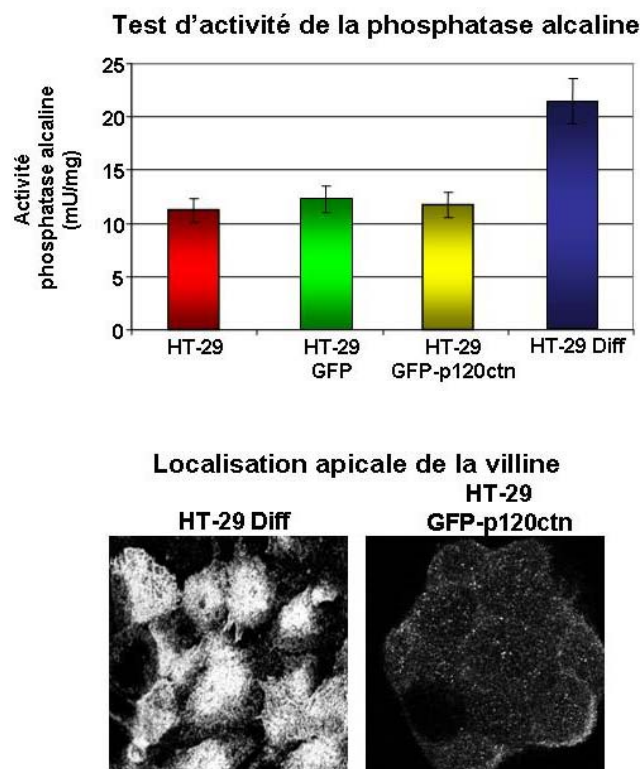 Test d'activité de la phosphatase alcaline
Activité
phosphatase alcaline
(mU/mg)
25
20
15
10
5
0
HT-29
HT-29
GFP
HT-29
GFP-p120ctn
HT-29 Diff
Localisation apicale de la villine
HT-29 Diff
HT-29
GFP-p120ctn